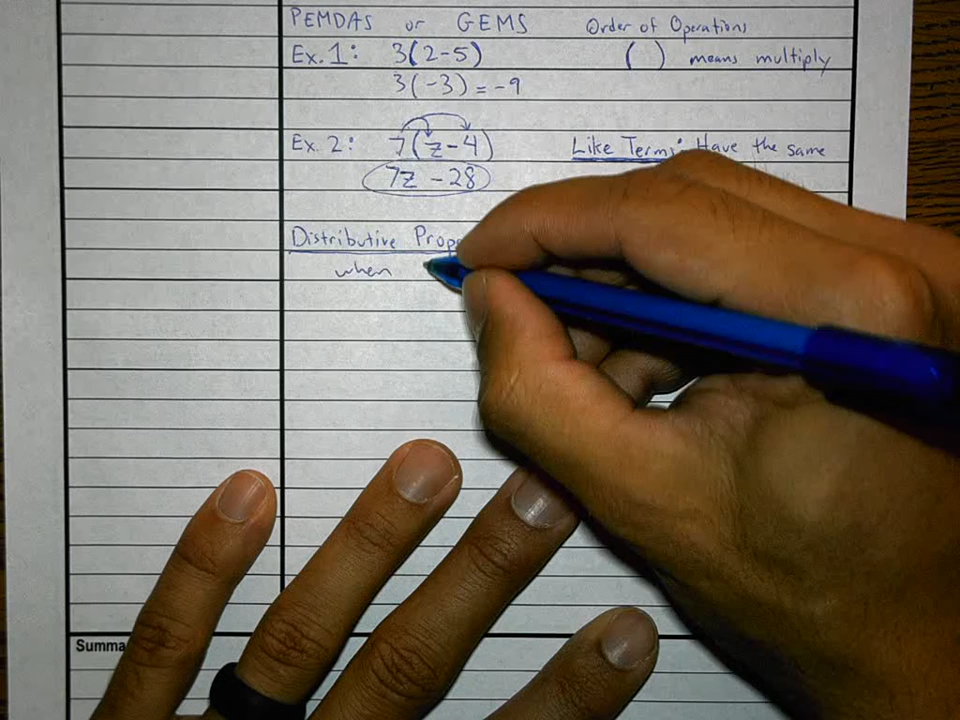 PEMDAS or GEMS Order of Operations
Ex. 1: 3(2-5) ( ) means multiply
3(-3) = -9
Ex. 2: 7(z-4) Like Terms: Have the same
7z - 28
Distributive Prope
when
Summa